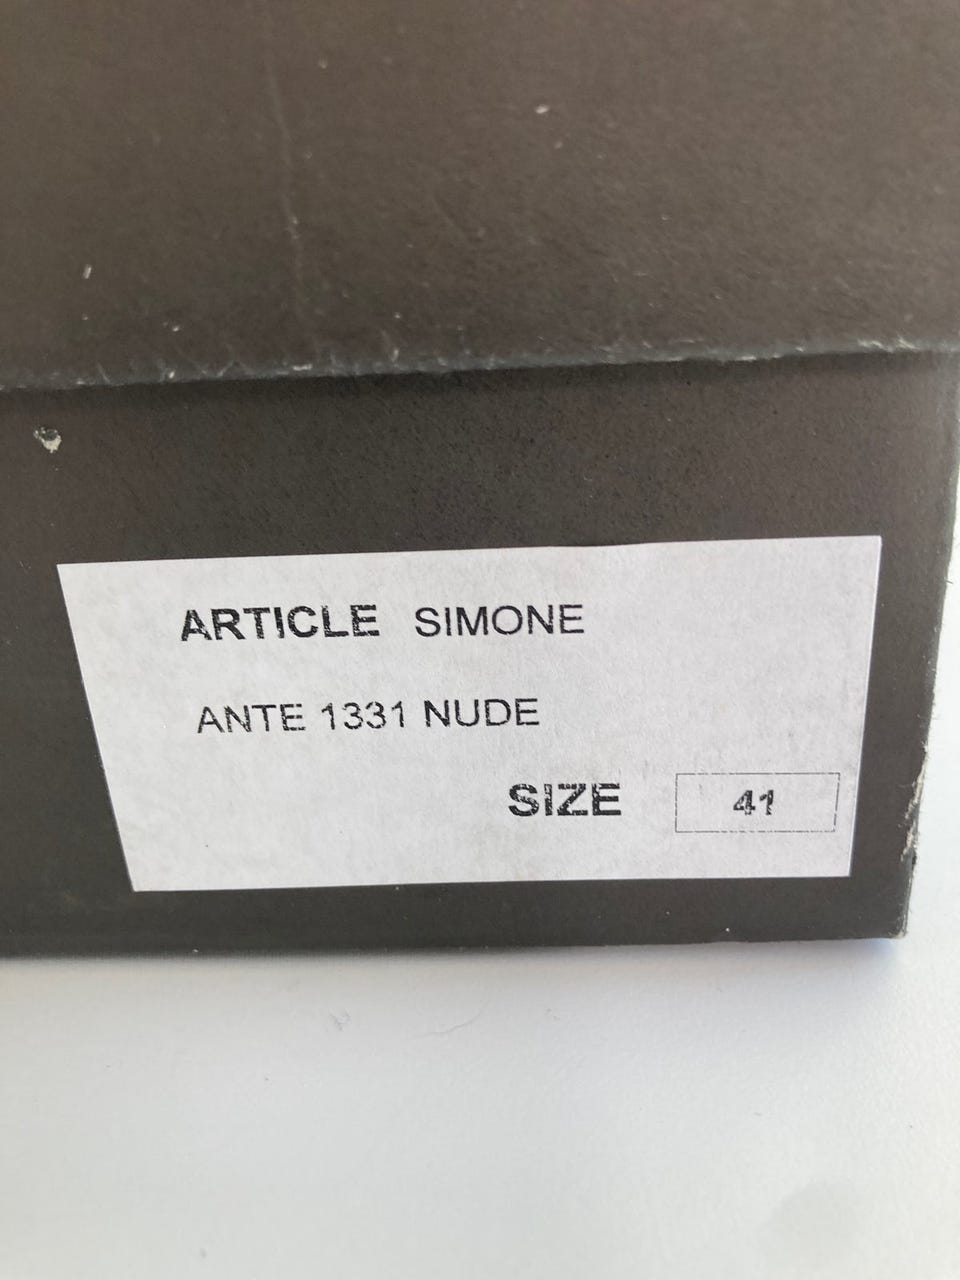 ARTICLE SIMONE
ANTE 1331 NUDE
SIZE 41